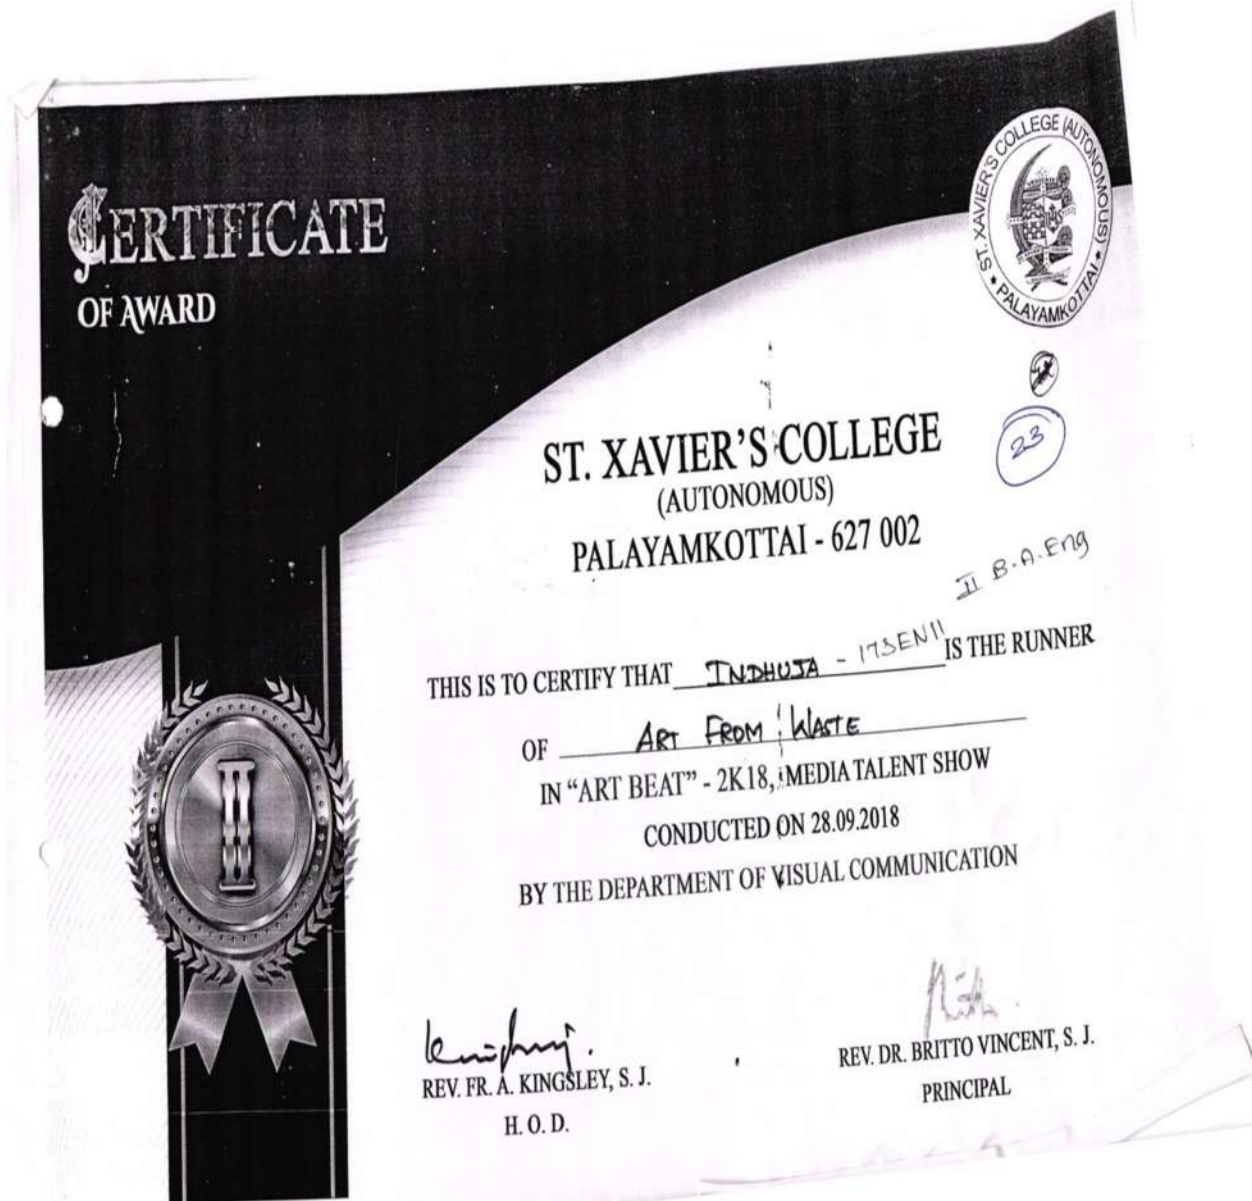 CERTIFICATE
OF AWARD
ST. XAVIER'S COLLEGE (AUTONOMOUS)
PALAYAMKOTTAI
23
ST. XAVIER'S COLLEGE
(AUTONOMOUS)
PALAYAMKOTTAI - 627 002
II B.A.Eng
THIS IS TO CERTIFY THAT INDHUJA - 17SEN11 IS THE RUNNER
OF ART FROM WASTE
IN “ART BEAT” - 2K18, MEDIA TALENT SHOW
CONDUCTED ON 28.09.2018
BY THE DEPARTMENT OF VISUAL COMMUNICATION
REV. FR. A. KINGSLEY, S. J.
H. O. D.
REV. DR. BRITTO VINCENT, S. J.
PRINCIPAL